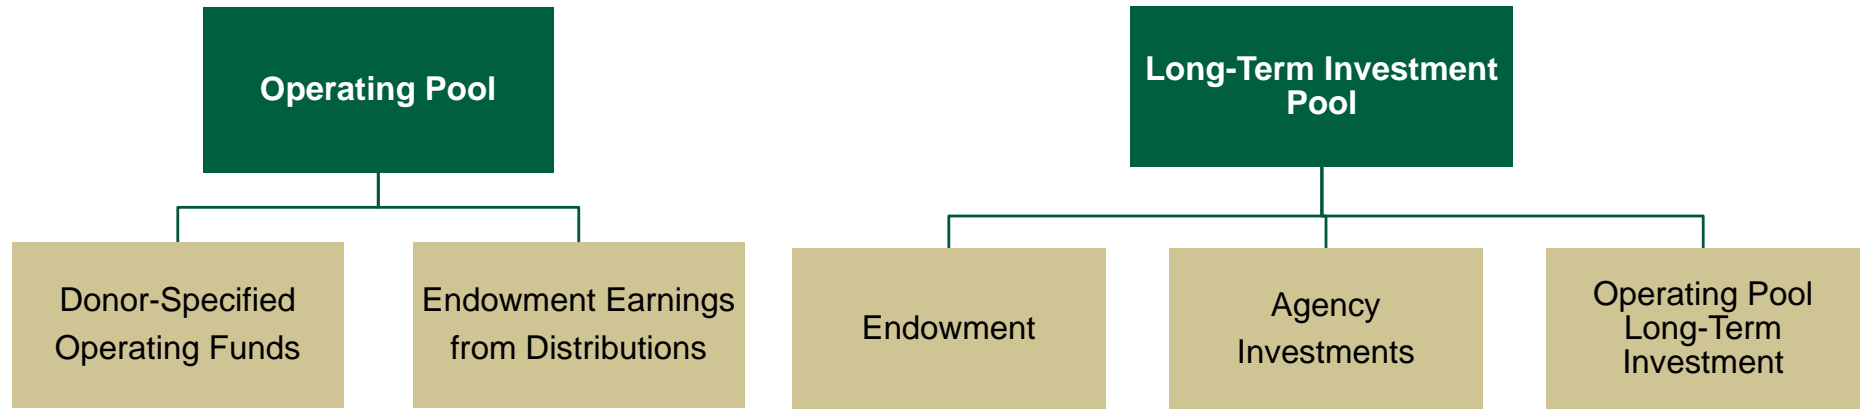 Operating Pool
Long-Term Investment
Pool
Donor-Specified
Operating Funds
Endowment Earnings
from Distributions
Endowment
Agency
Investments
Operating Pool
Long-Term
Investment